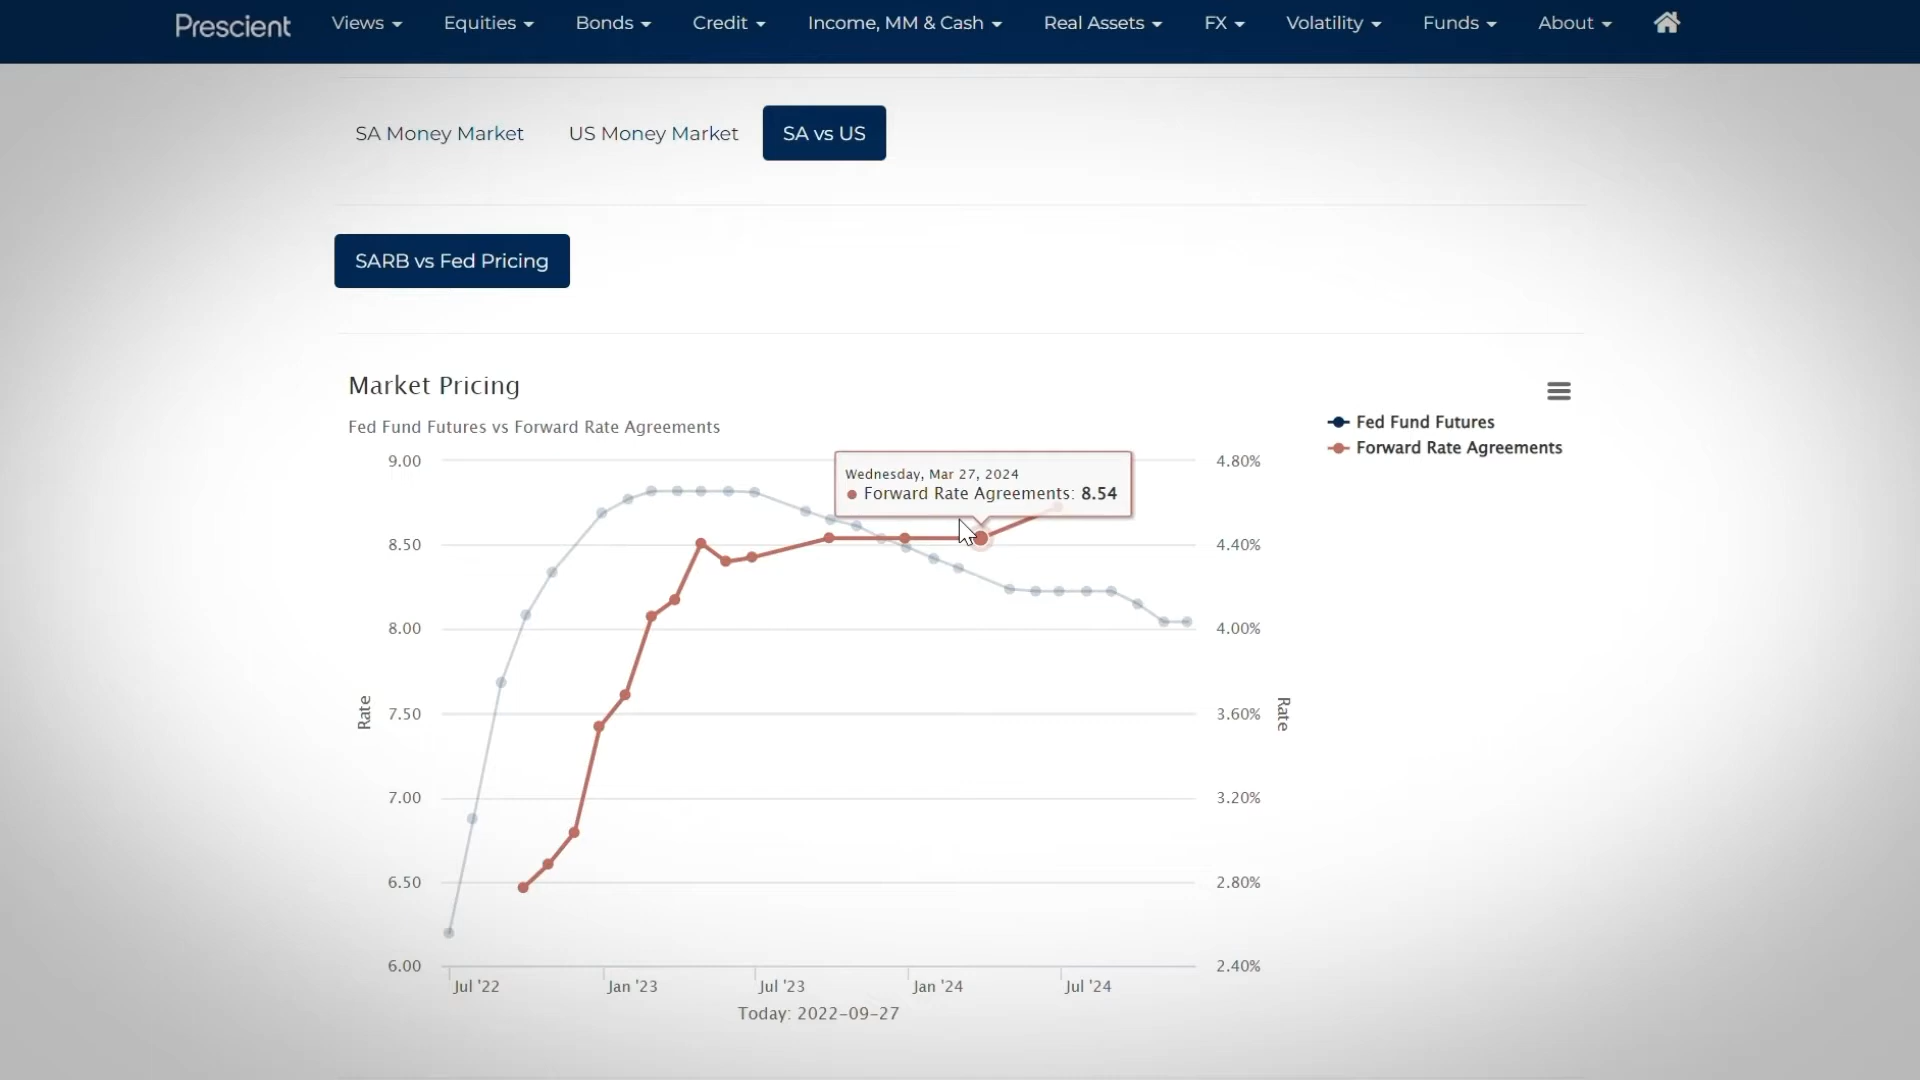 Prescient Views Equities Bonds Credit Income, MM & Cash Real Assets FX Volatility Funds About
SA Money Market US Money Market SA vs US
SARB vs Fed Pricing
Market Pricing
Fed Fund Futures vs Forward Rate Agreements
Fed Fund Futures
Forward Rate Agreements
Wednesday, Mar 27, 2024
Forward Rate Agreements: 8.54
9.00 4.80%
8.50 4.40%
8.00 4.00%
Rate 7.50 3.60% Rate
7.00 3.20%
6.50 2.80%
6.00 2.40%
Jul '22 Jan '23 Jul '23 Jan '24 Jul '24
Today: 2022-09-27